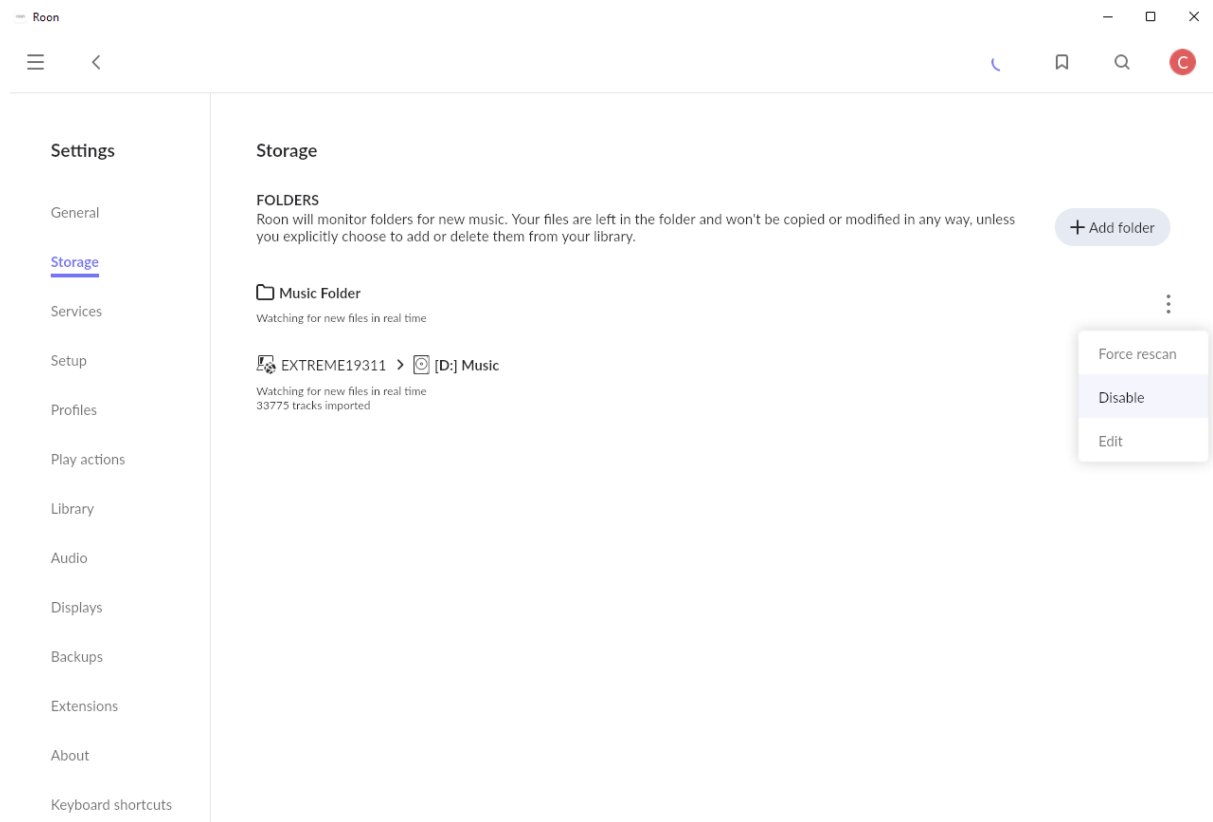 Roon
C
Settings
General
Storage
Services
Setup
Profiles
Play actions
Library
Audio
Displays
Backups
Extensions
About
Keyboard shortcuts
Storage
FOLDERS
Roon will monitor folders for new music. Your files are left in the folder and won't be copied or modified in any way, unless
you explicitly choose to add or delete them from your library.
Add folder
Music Folder
Watching for new files in real time
EXTREME19311 > [D:] Music
Watching for new files in real time
33775 tracks imported
Force rescan
Disable
Edit